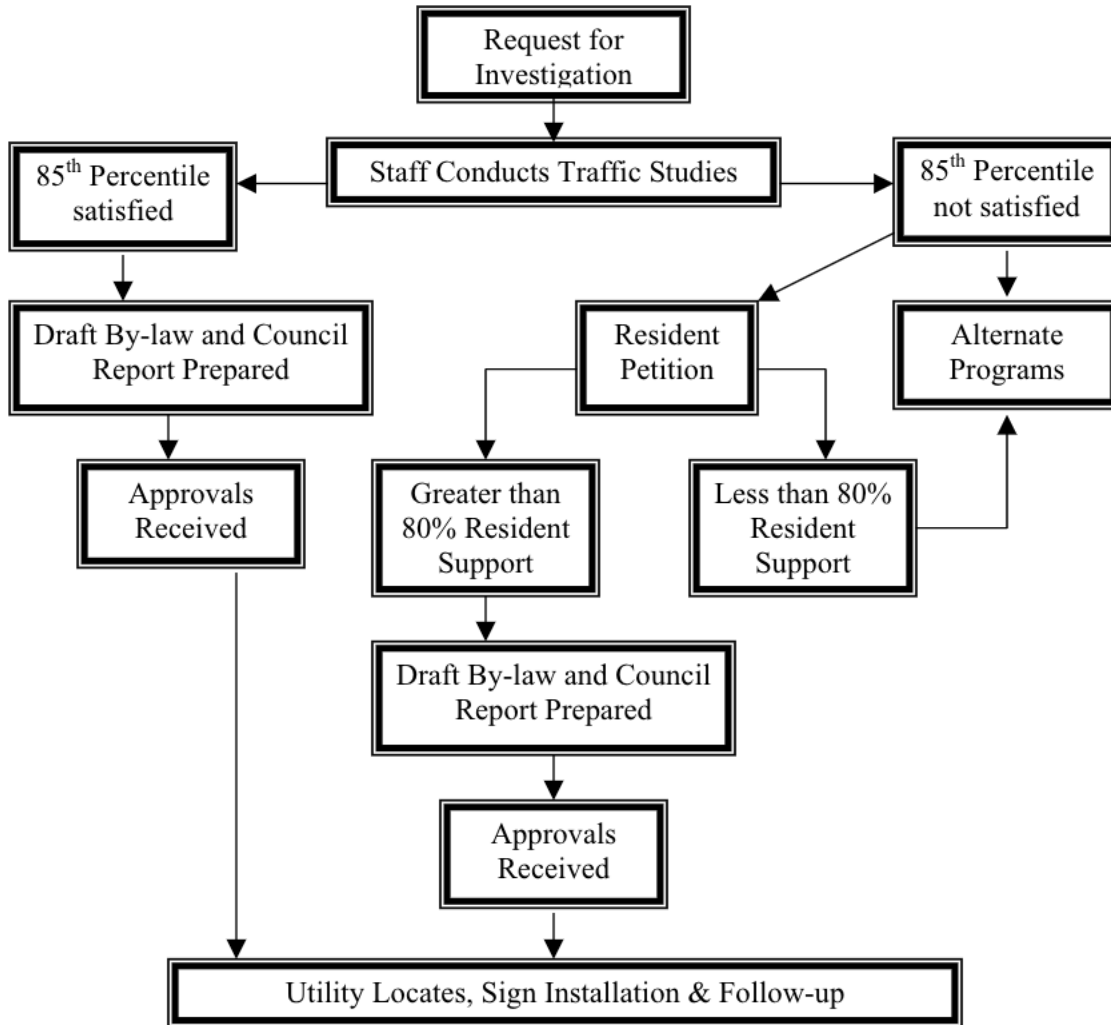 Request for
Investigation
Staff Conducts Traffic Studies
85th Percentile
satisfied
85th Percentile
not satisfied
Draft By-law and Council
Report Prepared
Resident
Petition
Alternate
Programs
Approvals
Received
Greater than
80% Resident
Support
Less than 80%
Resident
Support
Draft By-law and Council
Report Prepared
Approvals
Received
Utility Locates, Sign Installation & Follow-up